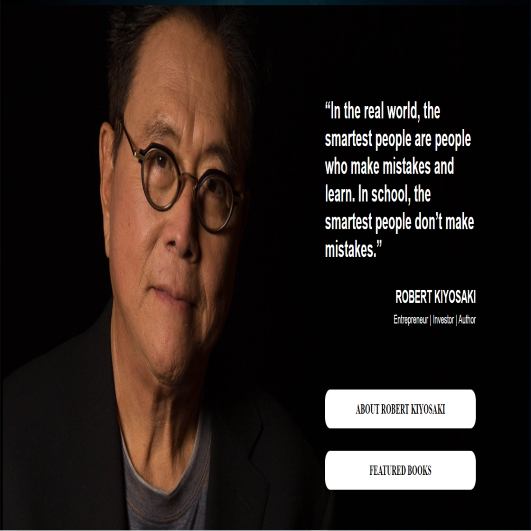 “In the real world, the
smartest people are people
who make mistakes and
learn. In school, the
smartest people don’t make
mistakes.”
ROBERT KIYOSAKI
Entrepreneur | Investor | Author
ABOUT ROBERT KIYOSAKI
FEATURED BOOKS